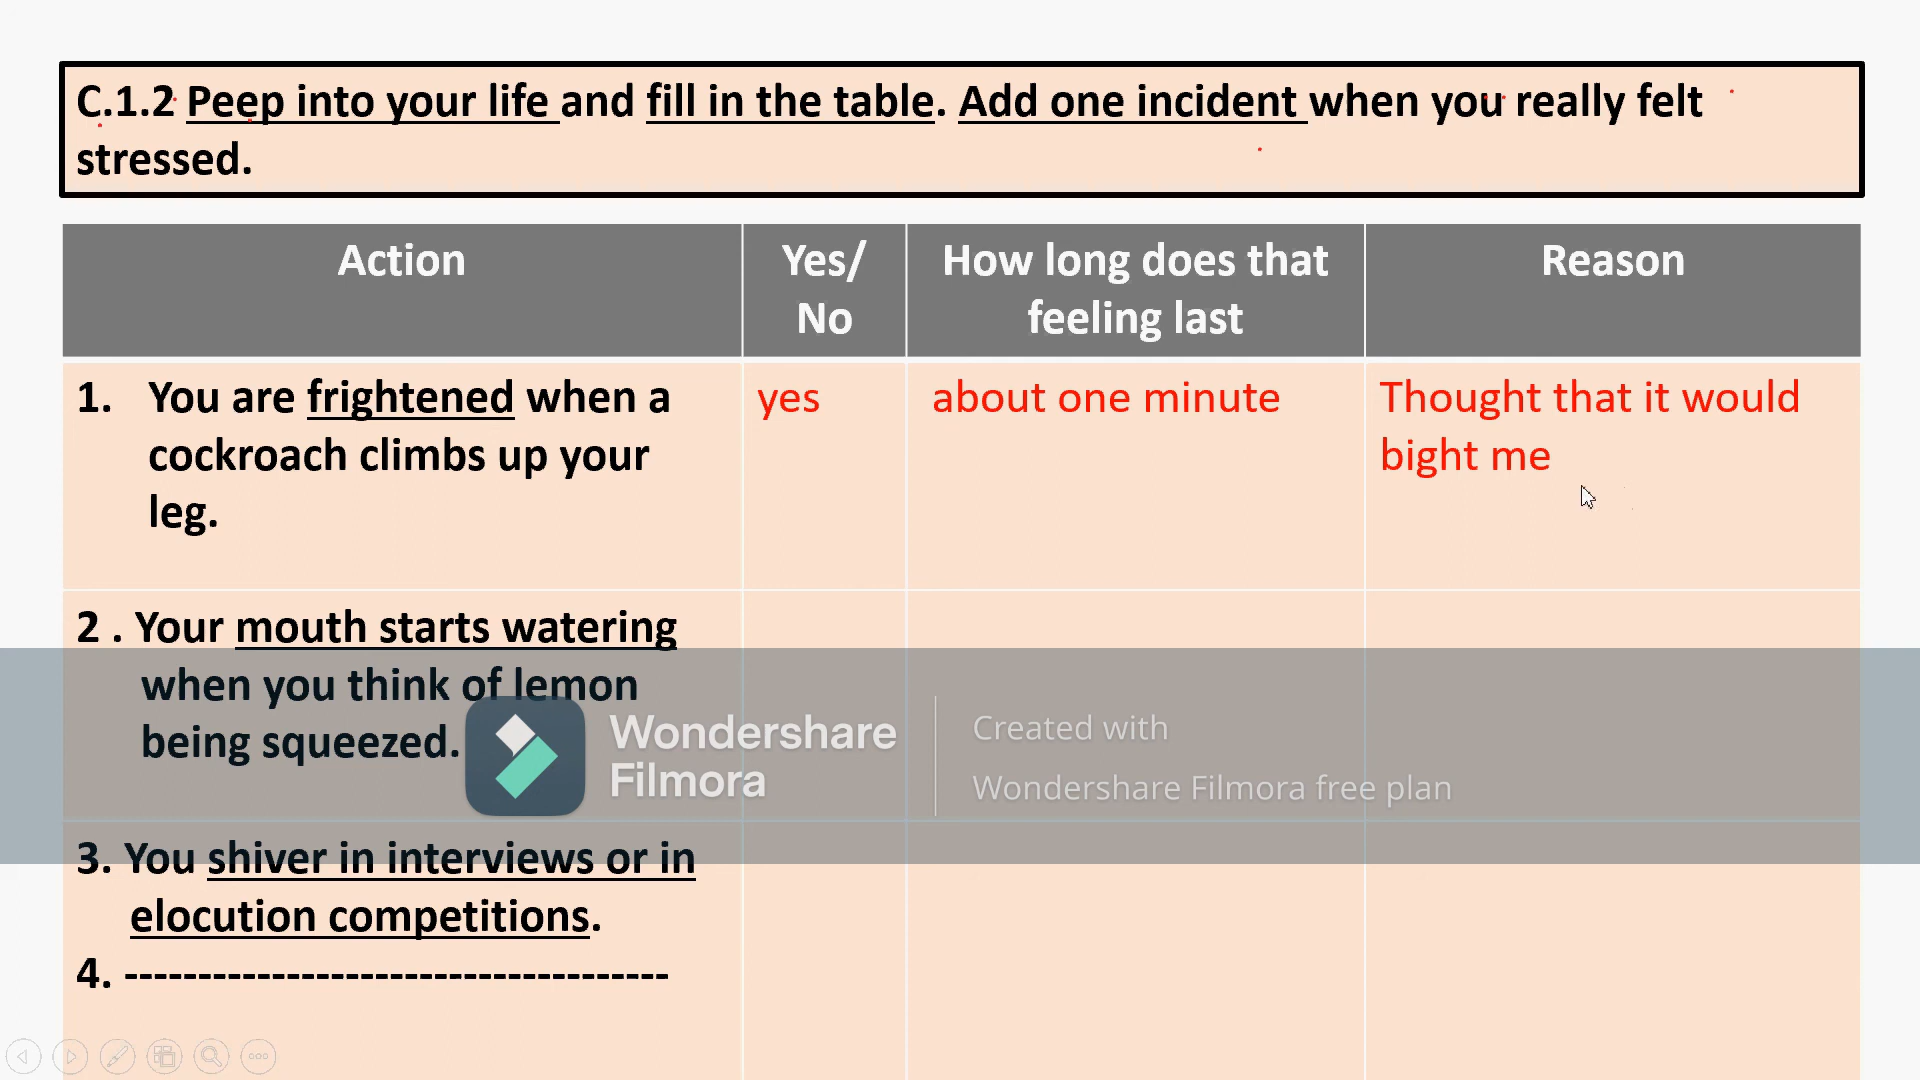 C.1.2 Peep into your life and fill in the table. Add one incident when you really felt
stressed.
Action
Yes/
No
How long does that
feeling last
Reason
1. You are frightened when a
cockroach climbs up your
leg.
yes
about one minute
Thought that it would
bight me
2 . Your mouth starts watering
when you think of lemon
being squeezed.
Wondershare
Filmora
Created with
Wondershare Filmora free plan
3. You shiver in interviews or in
elocution competitions.
4. -------------------------------------